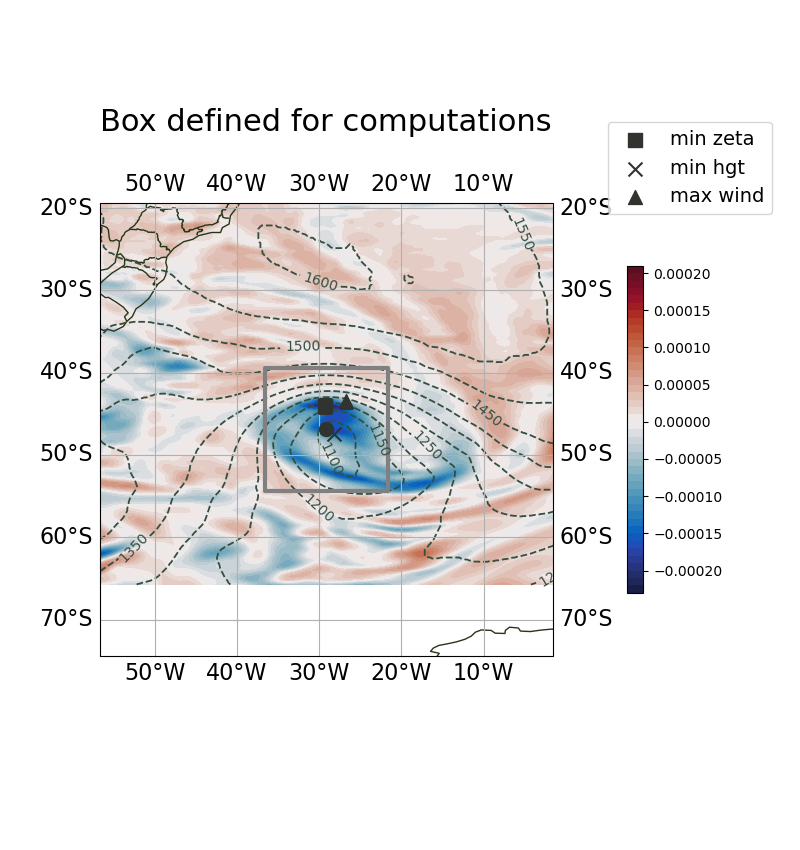 Box defined for computations
min zeta
min hgt
max wind
50°W 40°W 30°W 20°W 10°W
20°S 20°S
30°S 30°S
40°S 40°S
50°S 50°S
60°S 60°S
70°S 70°S
50°W 40°W 30°W 20°W 10°W
1550
1600
1500
1450
1150
1250
1100
1200
1350
12
0.00020
0.00015
0.00010
0.00005
0.00000
−0.00005
−0.00010
−0.00015
−0.00020